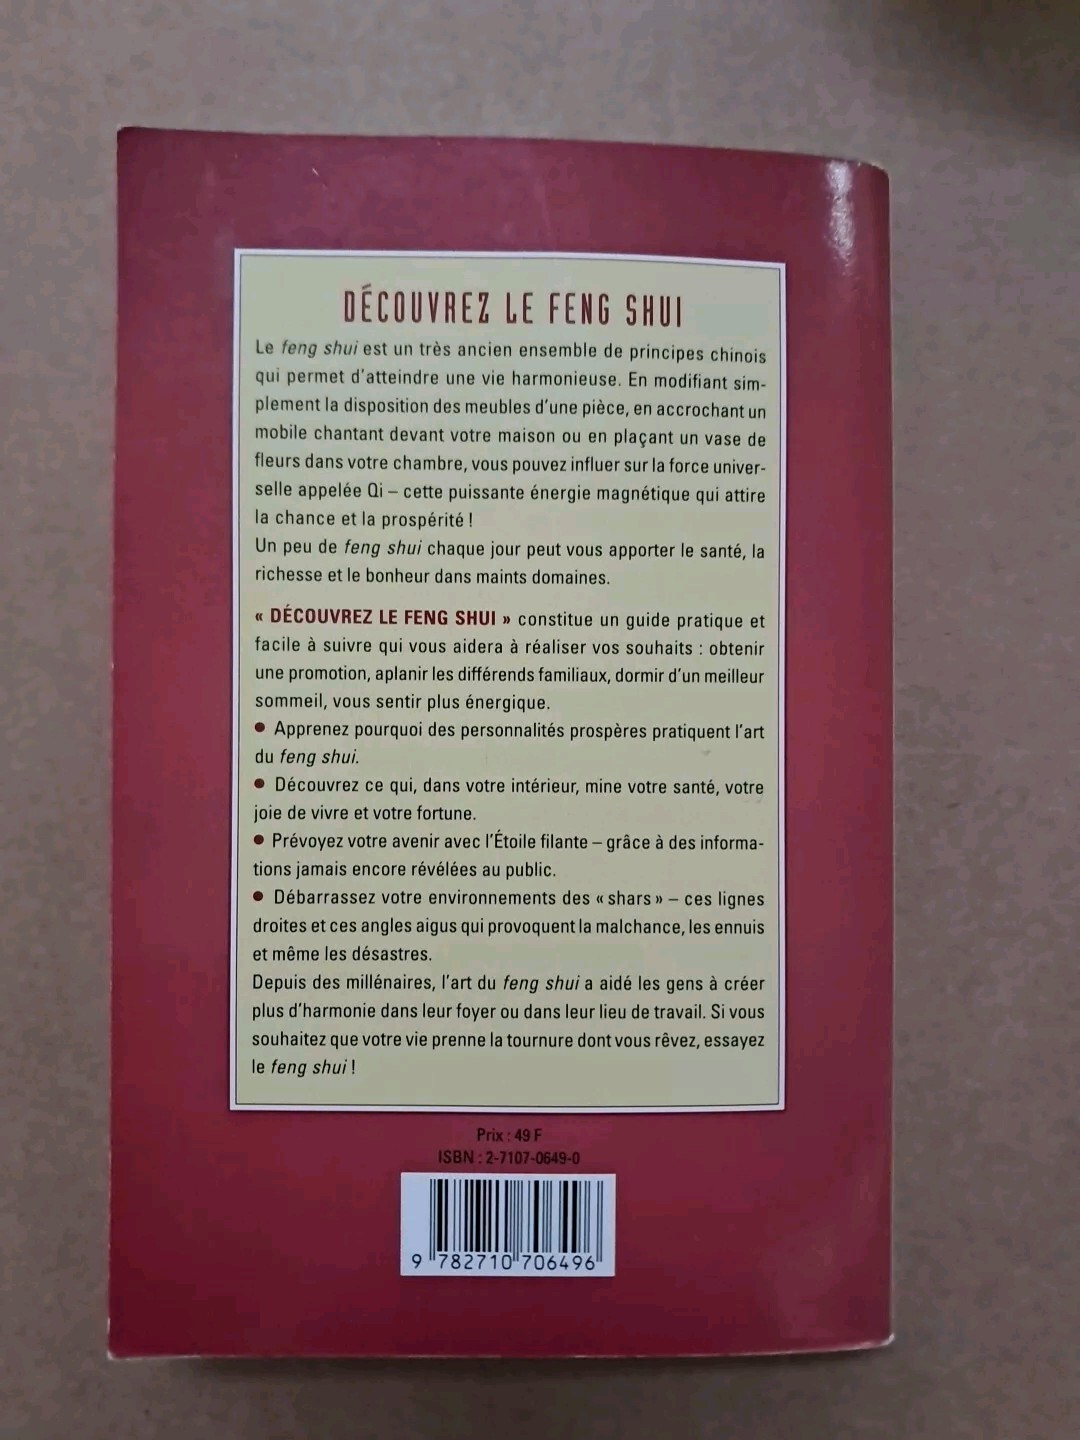 DÉCOUVREZ LE FENG SHUI
Le feng shui est un très ancien ensemble de principes chinois
qui permet d'atteindre une vie harmonieuse. En modifiant sim-
plement la disposition des meubles d'une pièce, en accrochant un
mobile chantant devant votre maison ou en plaçant un vase de
fleurs dans votre chambre, vous pouvez influer sur la force univer-
selle appelée Qi – cette puissante énergie magnétique qui attire
la chance et la prospérité !
Un peu de feng shui chaque jour peut vous apporter le santé, la
richesse et le bonheur dans maints domaines.
« DÉCOUVREZ LE FENG SHUI » constitue un guide pratique et
facile à suivre qui vous aidera à réaliser vos souhaits : obtenir
une promotion, aplanir les différends familiaux, dormir d'un meilleur
sommeil, vous sentir plus énergique.
● Apprenez pourquoi des personnalités prospères pratiquent l'art
du feng shui.
● Découvrez ce qui, dans votre intérieur, mine votre santé, votre
joie de vivre et votre fortune.
● Prévoyez votre avenir avec l'Étoile filante – grâce à des informa-
tions jamais encore révélées au public.
● Débarrassez votre environnements des « shars » – ces lignes
droites et ces angles aigus qui provoquent la malchance, les ennuis
et même les désastres.
Depuis des millénaires, l'art du feng shui a aidé les gens à créer
plus d'harmonie dans leur foyer ou dans leur lieu de travail. Si vous
souhaitez que votre vie prenne la tournure dont vous rêvez, essayez
le feng shui !
Prix : 49 F
ISBN : 2-7107-0649-0
9 782710 706496